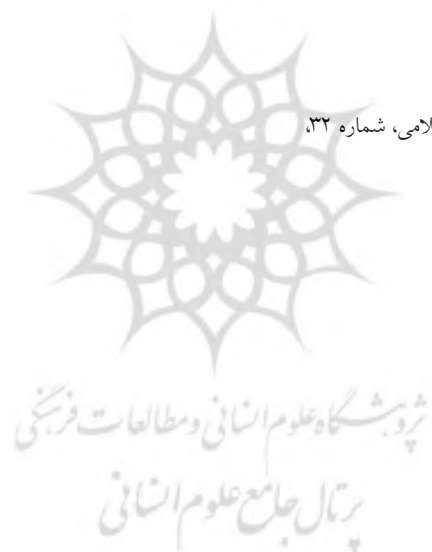 لامی، شماره ۳۲،
پژوهشگاه علوم انسانی و مطالعات فرهنگی
پرتال جامع علوم انسانی